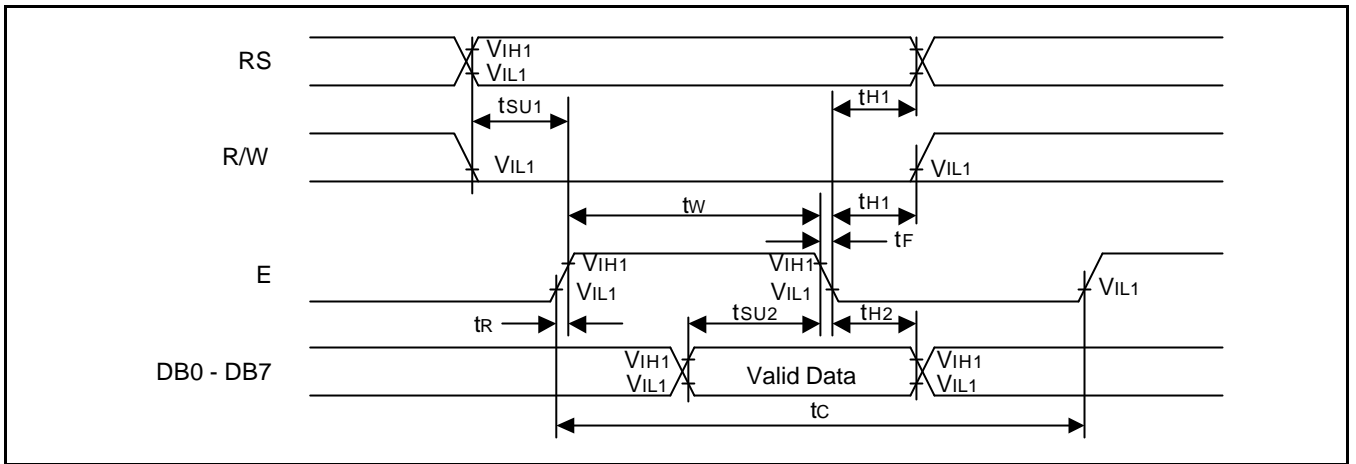 RS
VIH1
VIL1
tSU1
tH1
R/W
VIL1
VIL1
tw
tH1
tF
E
VIH1
VIL1
VIH1
VIL1
VIL1
tR
tSU2
tH2
DB0 - DB7
VIH1
VIL1
Valid Data
VIH1
VIL1
tC